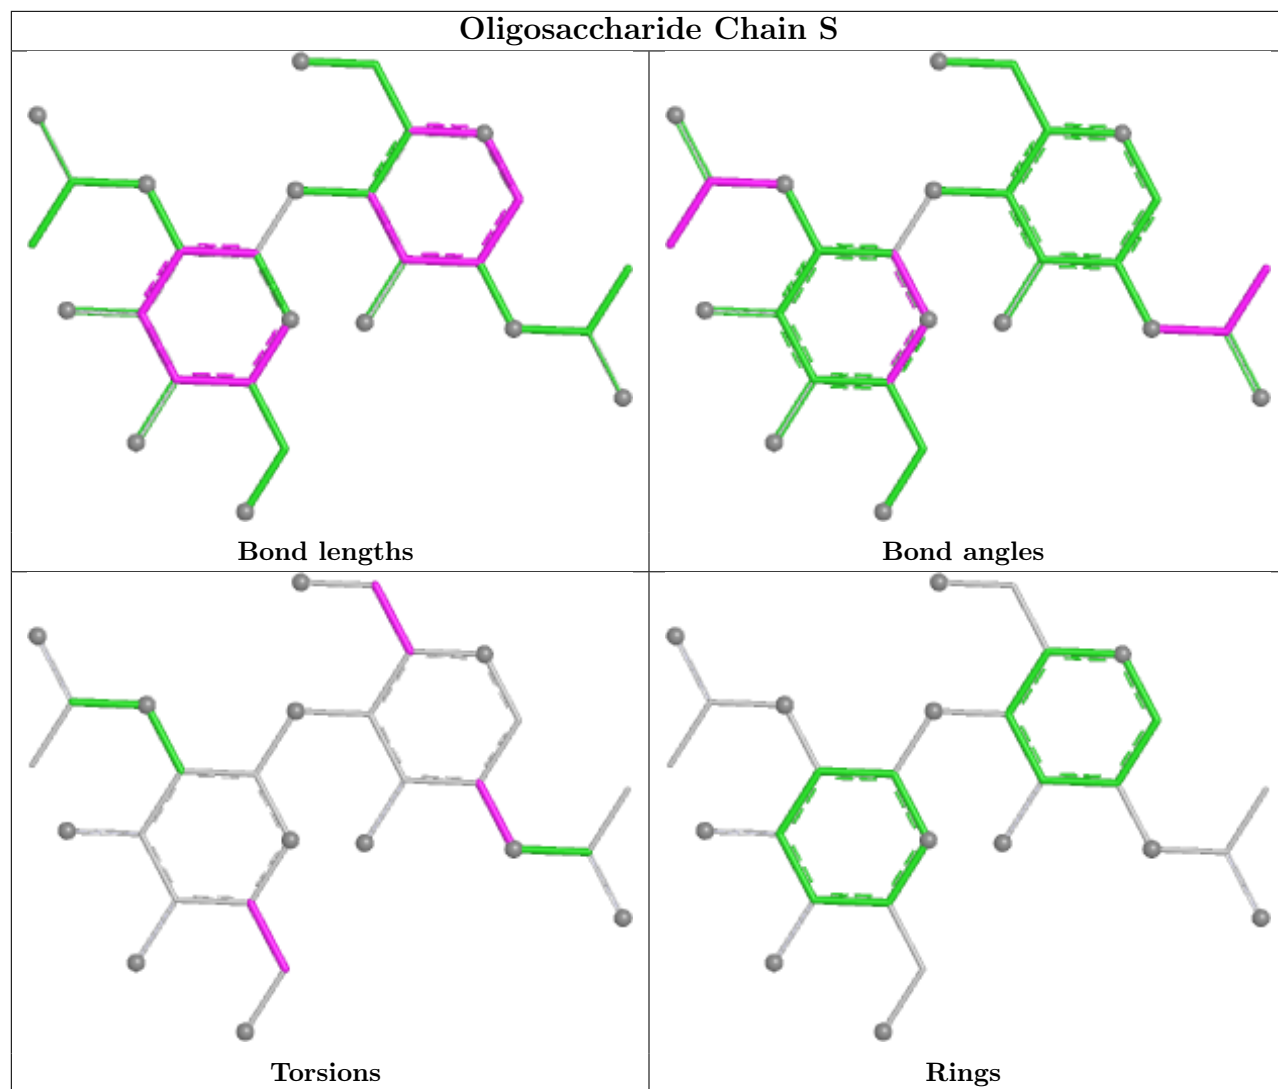 Oligosaccharide Chain S
Bond lengths
Bond angles
Torsions
Rings